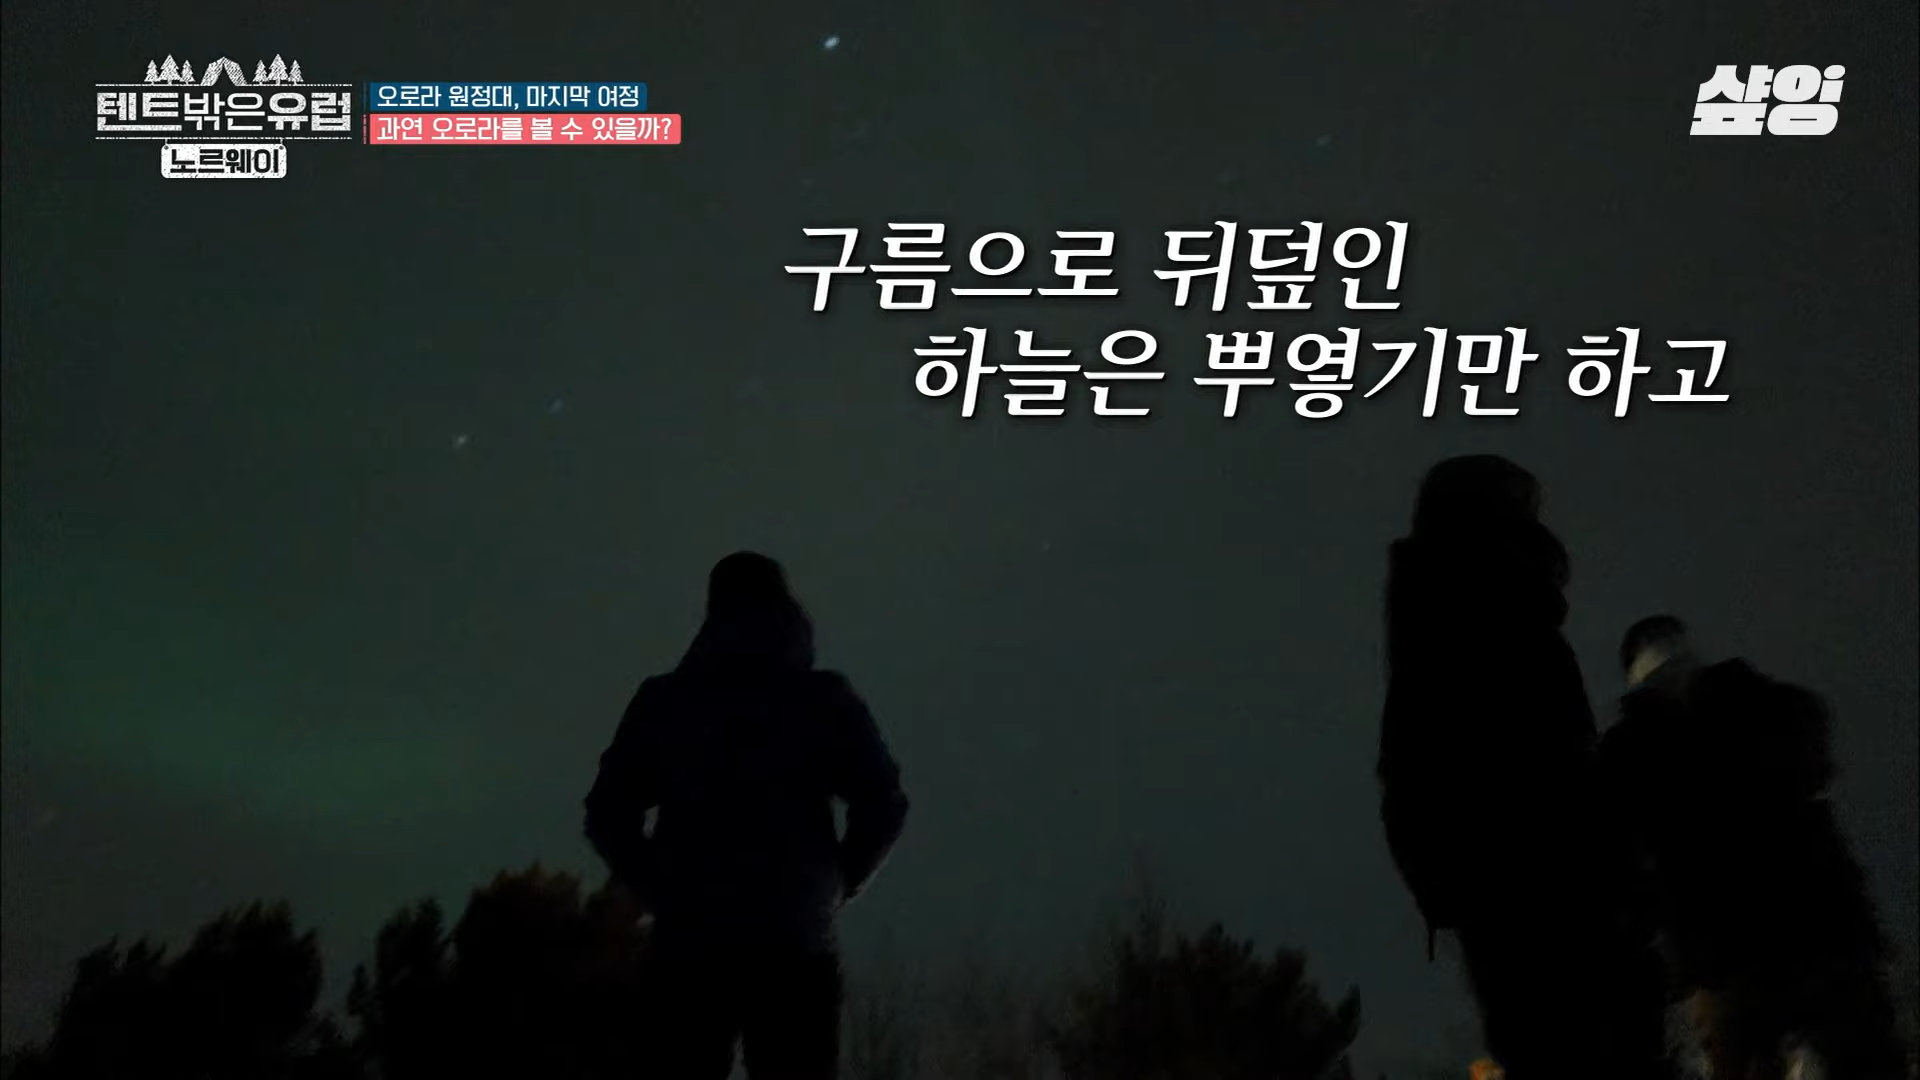 텐트밖은유럽
노르웨이
오로라 원정대, 마지막 여정
과연 오로라를 볼 수 있을까?
샾잉
구름으로 뒤덮인
하늘은 뿌옇기만 하고